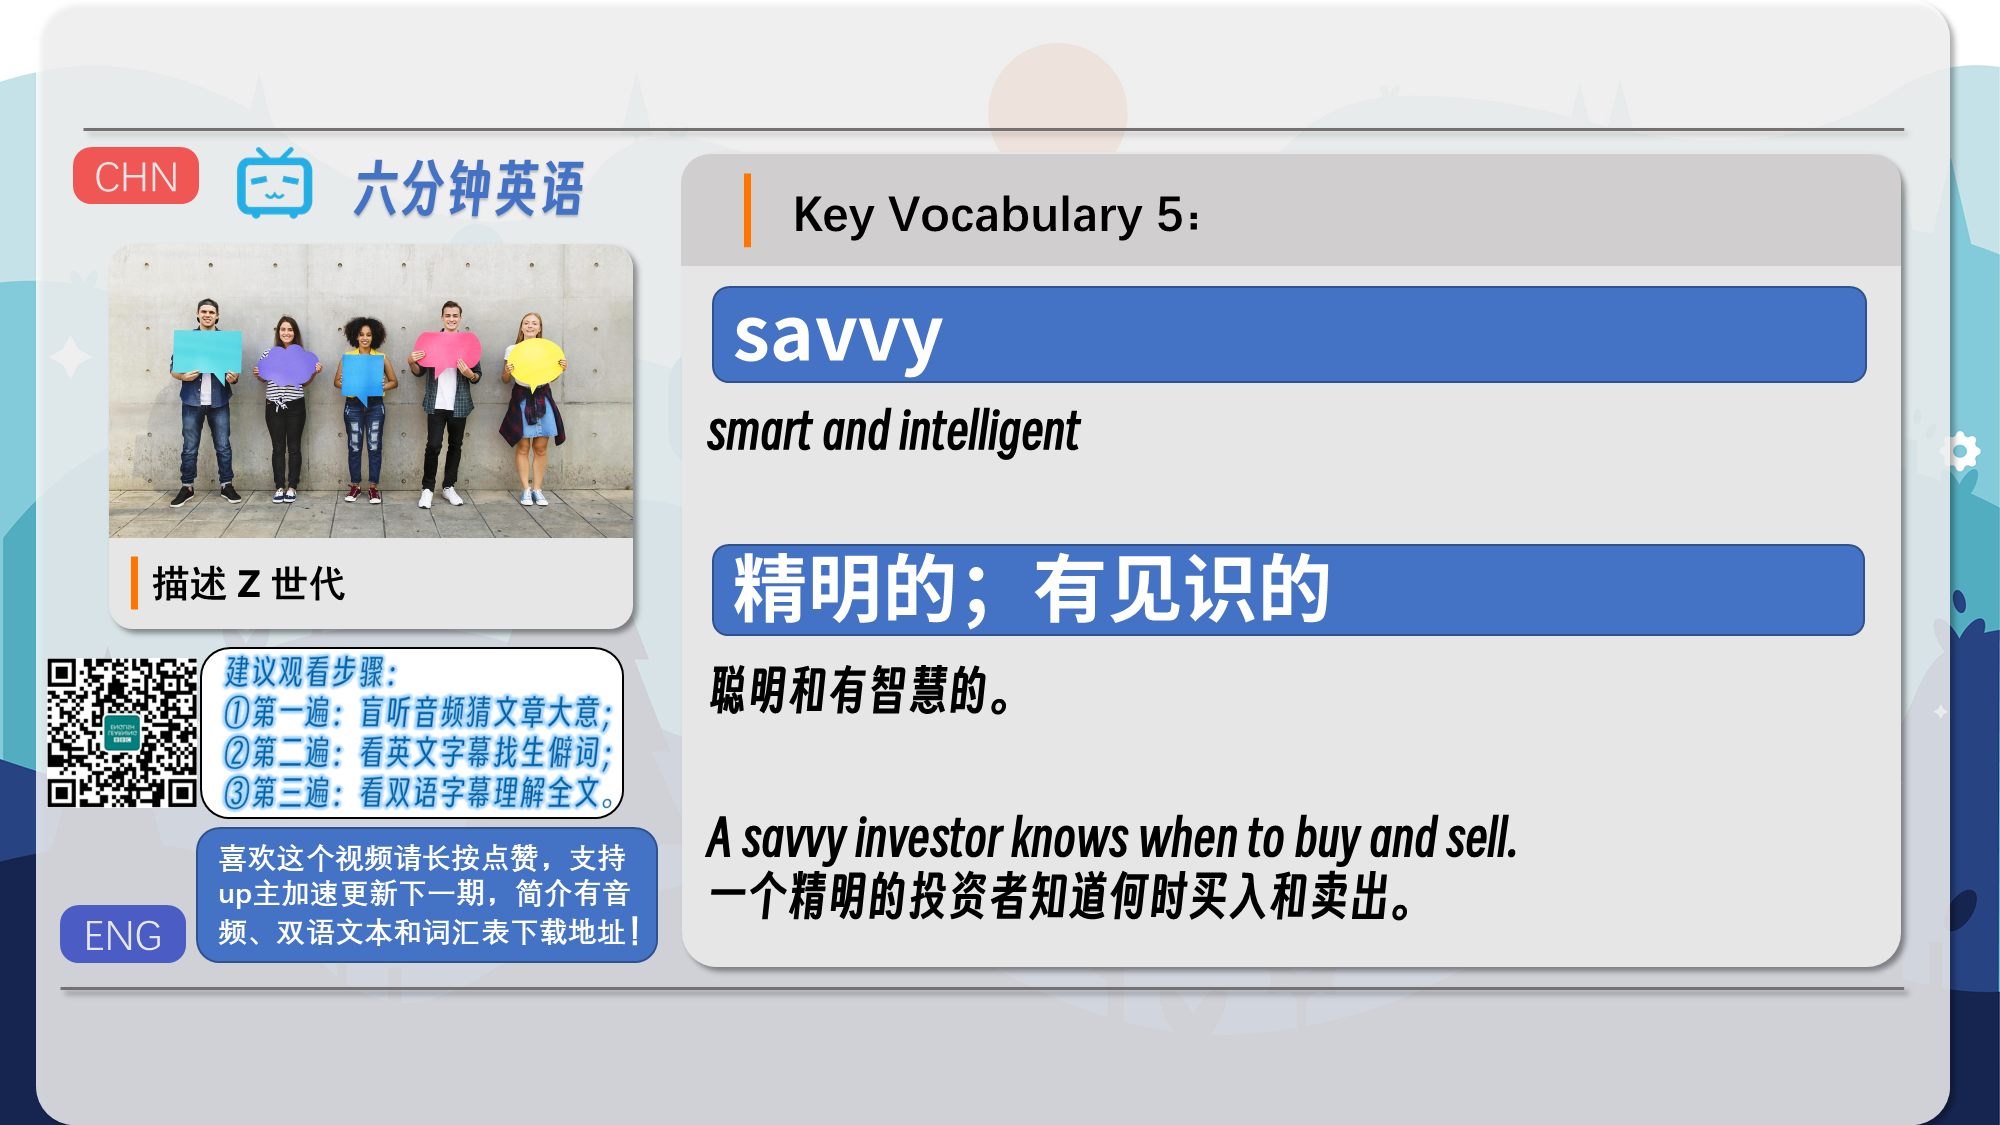 CHN
六分钟英语
描述 Z 世代
建议观看步骤：
①第一遍：盲听音频猜文章大意；
②第二遍：看英文字幕找生僻词；
③第三遍：看双语字幕理解全文。
喜欢这个视频请长按点赞，支持
up主加速更新下一期，简介有音
频、双语文本和词汇表下载地址！
ENG
Key Vocabulary 5：
savvy
smart and intelligent
精明的；有见识的
聪明和有智慧的。
A savvy investor knows when to buy and sell.
一个精明的投资者知道何时买入和卖出。